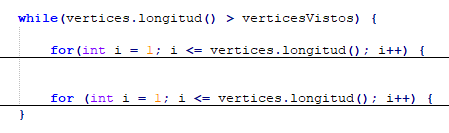 while(vertices.longitud() > verticesVistos) {
for(int i = 1; i <= vertices.longitud(); i++) {
for (int i = 1; i <= vertices.longitud(); i++) {
}